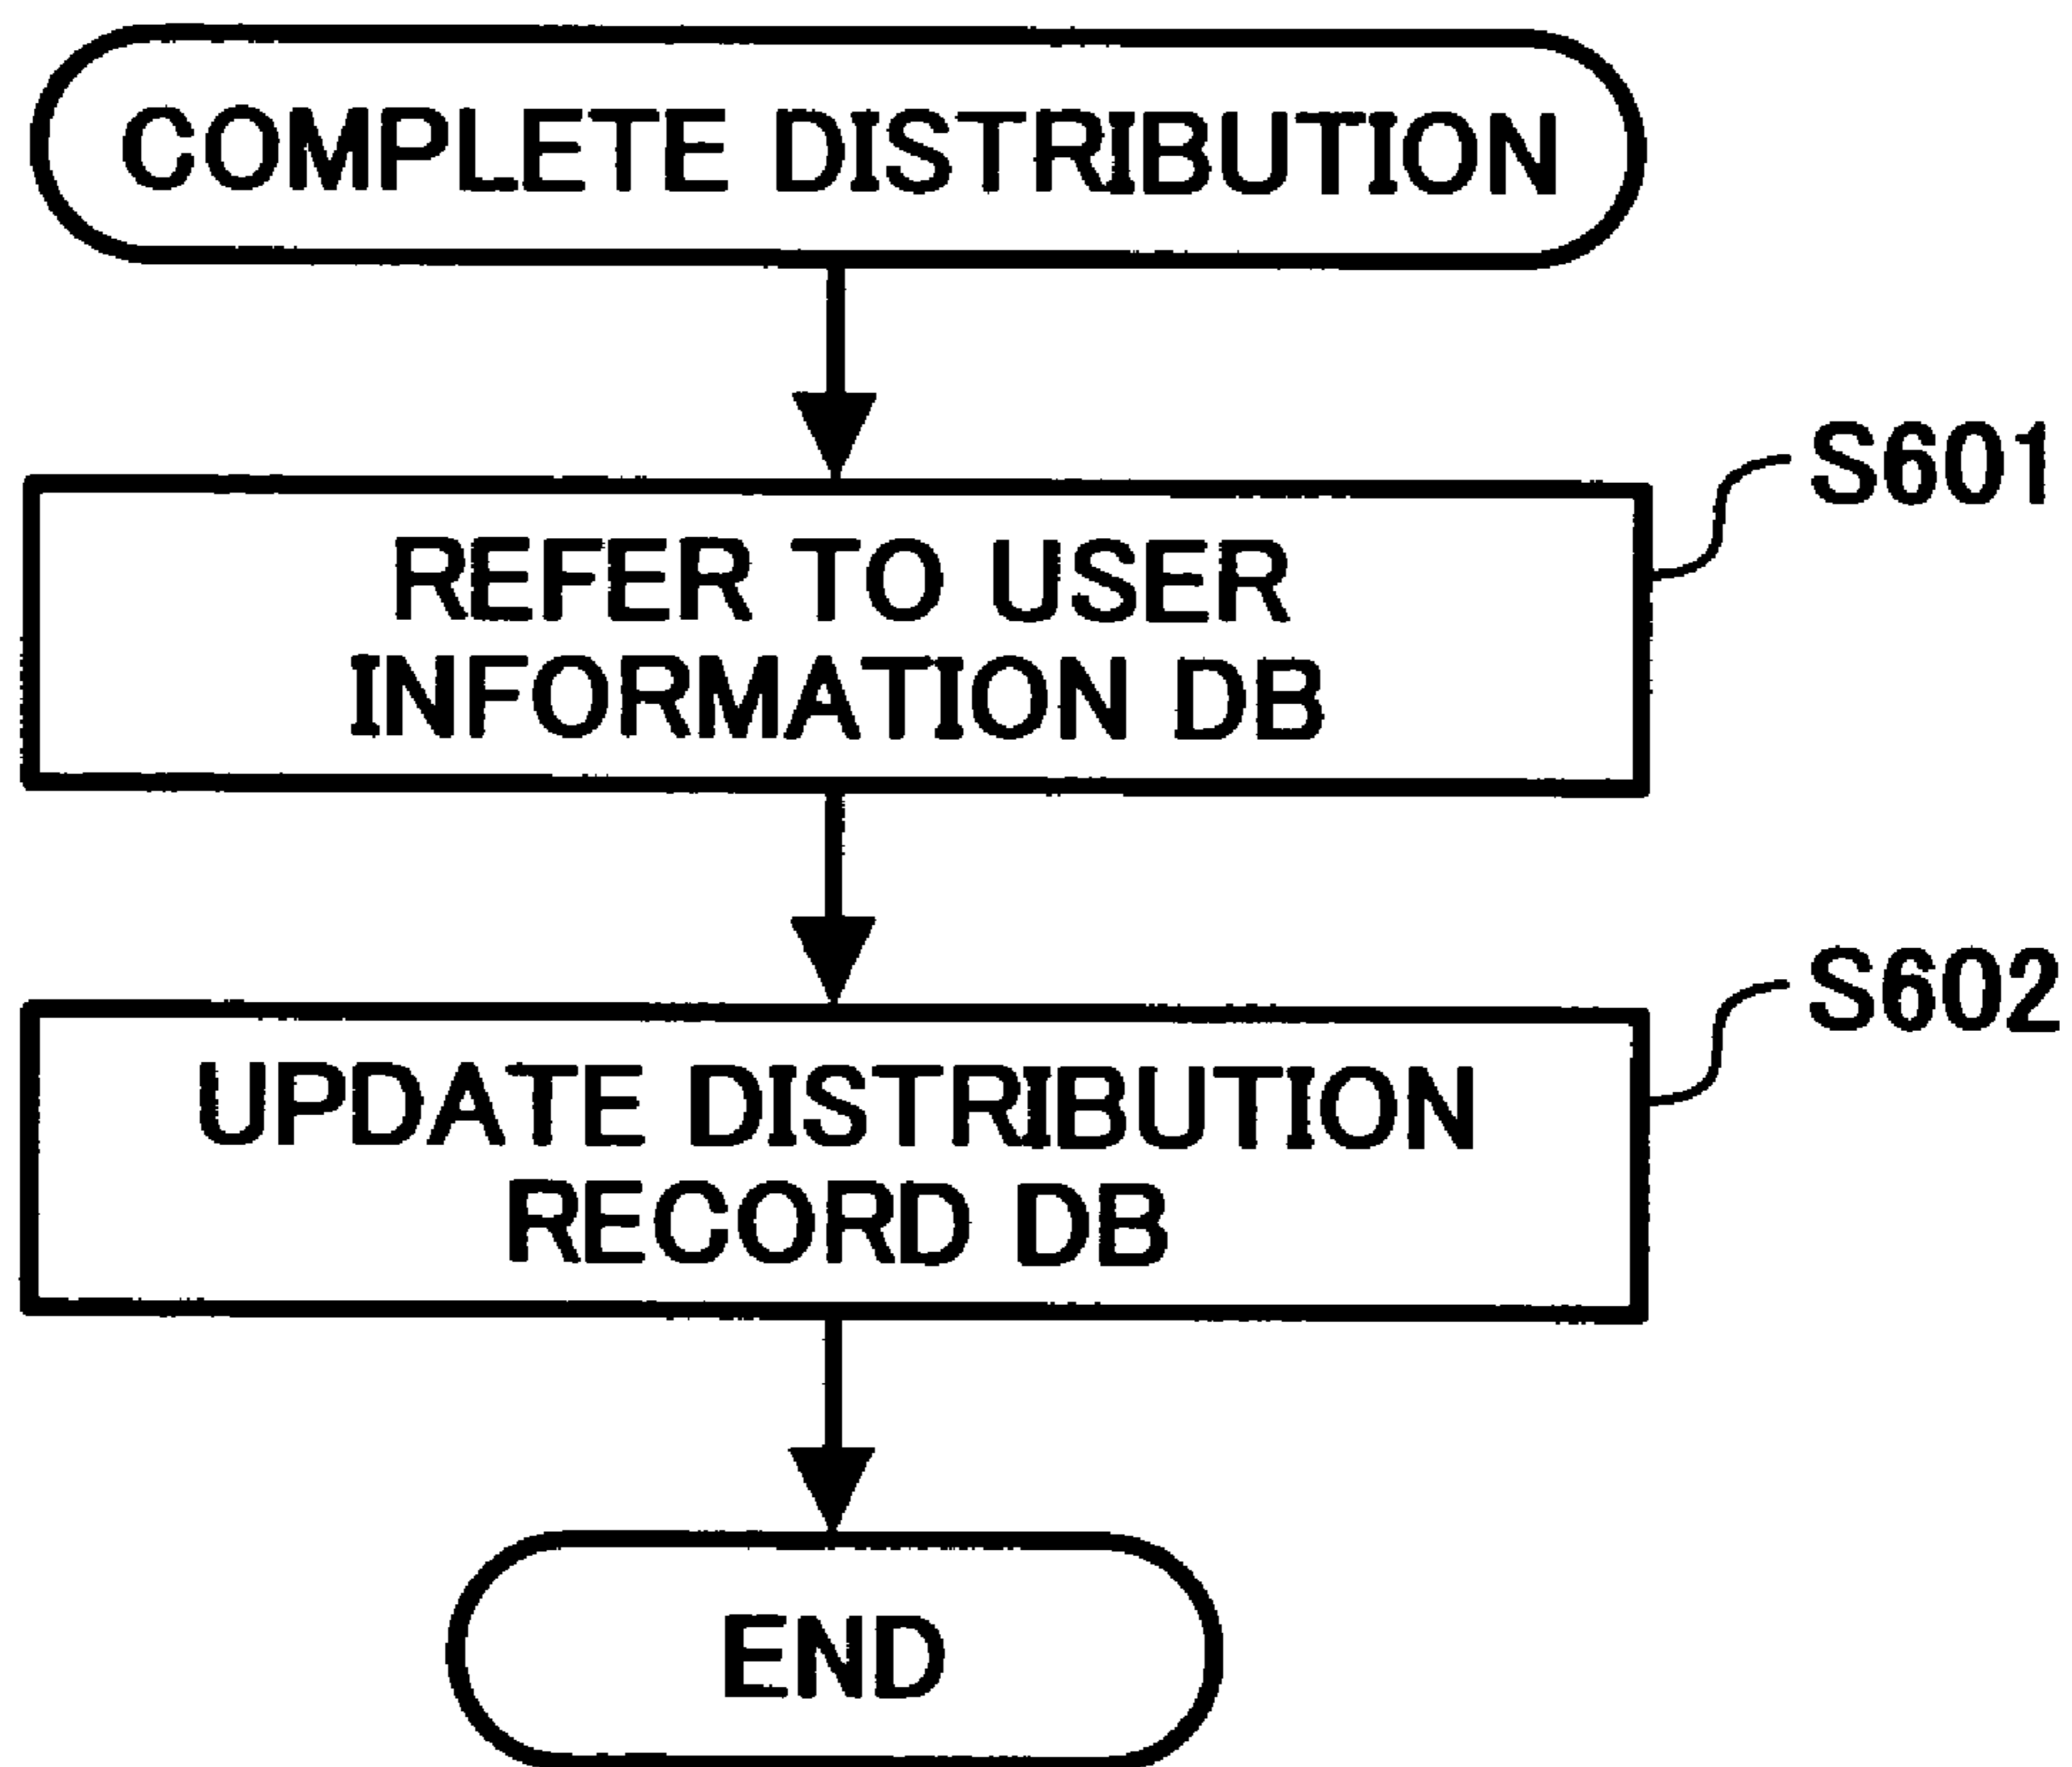 COMPLETE DISTRIBUTION
S601
REFER TO USER
INFORMATION DB
S602
UPDATE DISTRIBUTION
RECORD DB
END